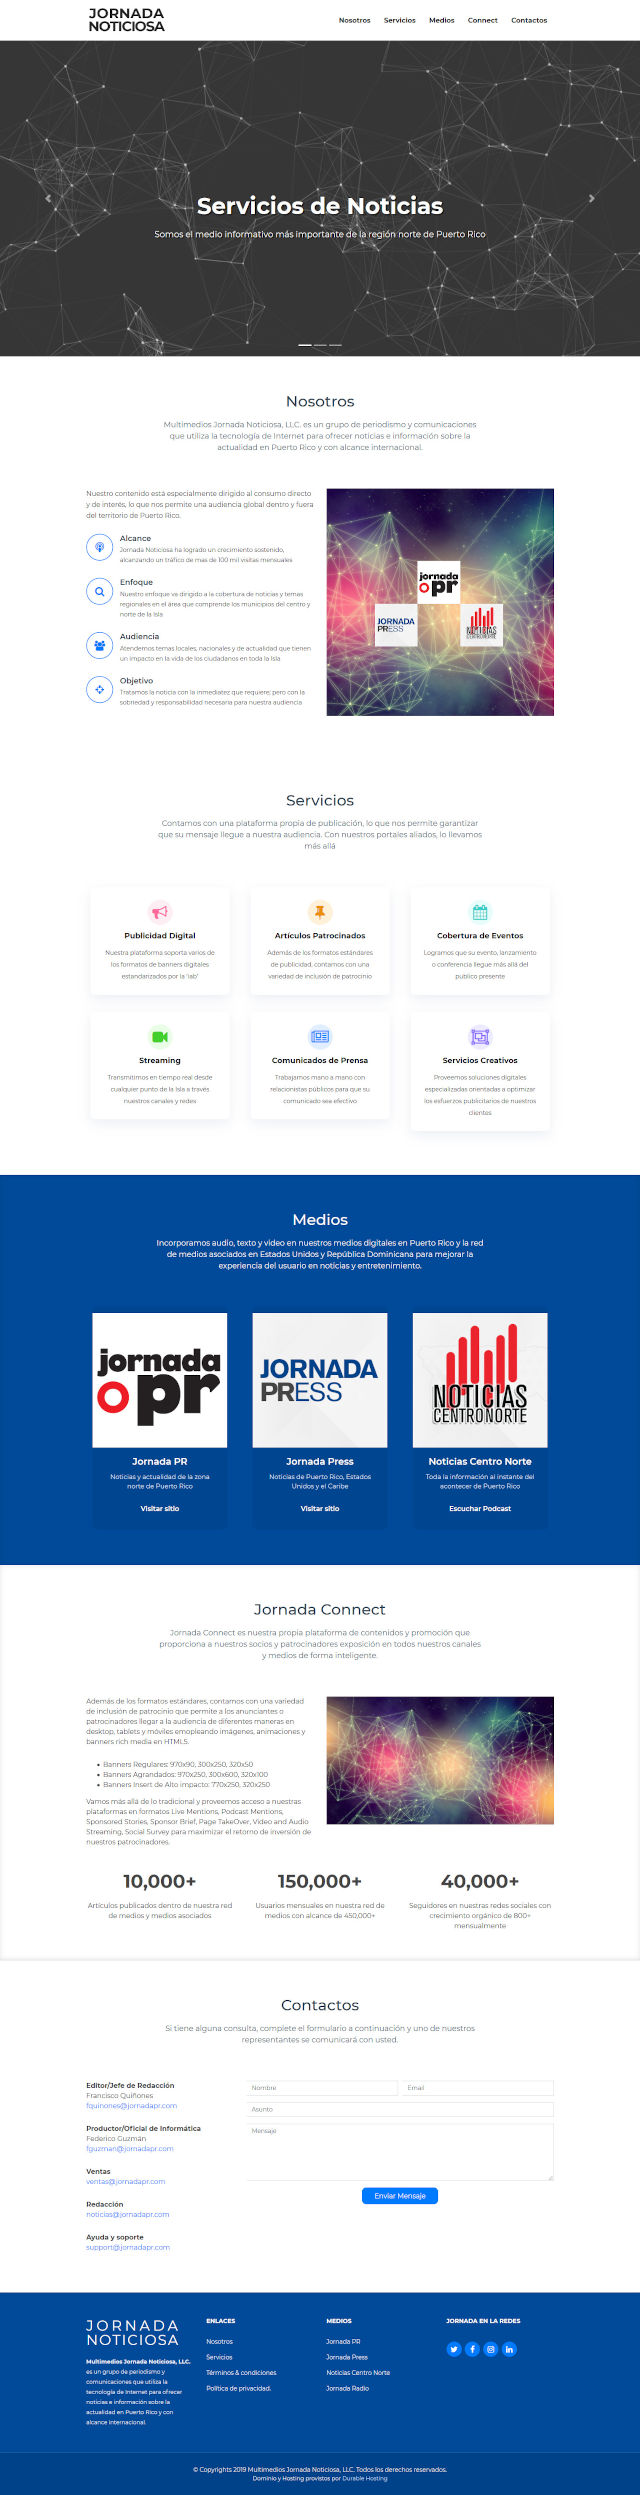 JORNADA
NOTICIOSA
Nosotros
Servicios
Medios
Connect
Contactos
Servicios de Noticias
Somos el medio informativo más importante de la región norte de Puerto Rico
Nosotros
Multimedios Jornada Noticiosa, LLC. es un grupo de periodismo y comunicaciones
que utiliza la tecnología de Internet para ofrecer noticias e información sobre la
actualidad en Puerto Rico y con alcance internacional.
Nuestro contenido está especialmente dirigido al consumo directo
y de interés, lo que nos permite una audiencia global dentro y fuera
del territorio de Puerto Rico.
Alcance
Jornada Noticiosa ha logrado un crecimiento sostenido,
alcanzando un tráfico de mas de 100 mil visitas mensuales
Enfoque
Nuestro enfoque va dirigido a la cobertura de noticias y temas
regionales en el área que comprende los municipios del centro y
norte de la Isla
Audiencia
Atendemos temas locales, nacionales y de actualidad que tienen
un impacto en la vida de los ciudadanos en toda la Isla
Objetivo
Tratamos la noticia con la inmediatez que requiere; pero con la
sobriedad y responsabilidad necesaria para nuestra audiencia
jornada
pr
JORNADA
PRESS
NOTICIAS
CENTRONORTE
Servicios
Contamos con una plataforma propia de publicación, lo que nos permite garantizar
que su mensaje llegue a nuestra audiencia. Con nuestros portales aliados, lo llevamos
más allá
Publicidad Digital
Nuestra plataforma soporta varios de
los formatos de banners digitales
estandarizados por la 'iab"
Artículos Patrocinados
Además de los formatos estándares
de publicidad, contamos con una
variedad de inclusión de patrocinio
Cobertura de Eventos
Logramos que su evento, lanzamiento
o conferencia llegue más allá del
público presente
Streaming
Transmitimos en tiempo real desde
cualquier punto de la Isla a través
nuestros canales y redes
Comunicados de Prensa
Trabajamos mano a mano con
relacionistas públicos para que su
comunicado sea efectivo
Servicios Creativos
Proveemos soluciones digitales
especializadas orientadas a optimizar
los esfuerzos publicitarios de nuestros
clientes
Medios
Incorporamos audio, texto y video en nuestros medios digitales en Puerto Rico y la red
de medios asociados en Estados Unidos y República Dominicana para mejorar la
experiencia del usuario en noticias y entretenimiento.
jornada
pr
JORNADA
PRESS
NOTICIAS
CENTRONORTE
Jornada PR
Noticias y actualidad de la zona
norte de Puerto Rico
Visitar sitio
Jornada Press
Noticias de Puerto Rico, Estados
Unidos y el Caribe
Visitar sitio
Noticias Centro Norte
Toda la información al instante del
acontecer de Puerto Rico
Escuchar Podcast
Jornada Connect
Jornada Connect es nuestra propia plataforma de contenidos y promoción que
proporciona a nuestros socios y patrocinadores exposición en todos nuestros canales
y medios de forma inteligente.
Además de los formatos estándares, contamos con una variedad
de inclusión de patrocinio que permite a los anunciantes o
patrocinadores llegar a la audiencia de diferentes maneras en
desktop, tablets y móviles empleando imágenes, animaciones y
banners rich media en HTML5.
• Banners Regulares: 970x90, 300x250, 320x50
• Banners Agrandados: 970x250, 300x600, 320x100
• Banners Insert de Alto impacto: 770x250, 320x250
Vamos más allá de lo tradicional y proveemos acceso a nuestras
plataformas en formatos Live Mentions, Podcast Mentions,
Sponsored Stories, Sponsor Brief, Page TakeOver, Video and Audio
Streaming, Social Survey para maximizar el retorno de inversión de
nuestros patrocinadores.
10,000+
Artículos publicados dentro de nuestra red
de medios y medios asociados
150,000+
Usuarios mensuales en nuestra red de
medios con alcance de 450,000+
40,000+
Seguidores en nuestras redes sociales con
crecimiento orgánico de 800+
mensualmente
Contactos
Si tiene alguna consulta, complete el formulario a continuación y uno de nuestros
representantes se comunicará con usted.
Editor/Jefe de Redacción
Francisco Quiñones
fquinones@jornadapr.com
Productor/Oficial de Informática
Federico Guzmán
fguzman@jornadapr.com
Ventas
ventas@jornadapr.com
Redacción
noticias@jornadapr.com
Ayuda y soporte
support@jornadapr.com
Nombre
Email
Asunto
Mensaje
Enviar Mensaje
JORNADA
NOTICIOSA
Multimedios Jornada Noticiosa, LLC.
es un grupo de periodismo y
comunicaciones que utiliza la
tecnología de Internet para ofrecer
noticias e información sobre la
actualidad en Puerto Rico y con
alcance internacional.
ENLACES
Nosotros
Servicios
Términos & condiciones
Política de privacidad.
MEDIOS
Jornada PR
Jornada Press
Noticias Centro Norte
Jornada Radio
JORNADA EN LA REDES
© Copyrights 2019 Multimedios Jornada Noticiosa, LLC. Todos los derechos reservados.
Dominio y Hosting provistos por Durable Hosting